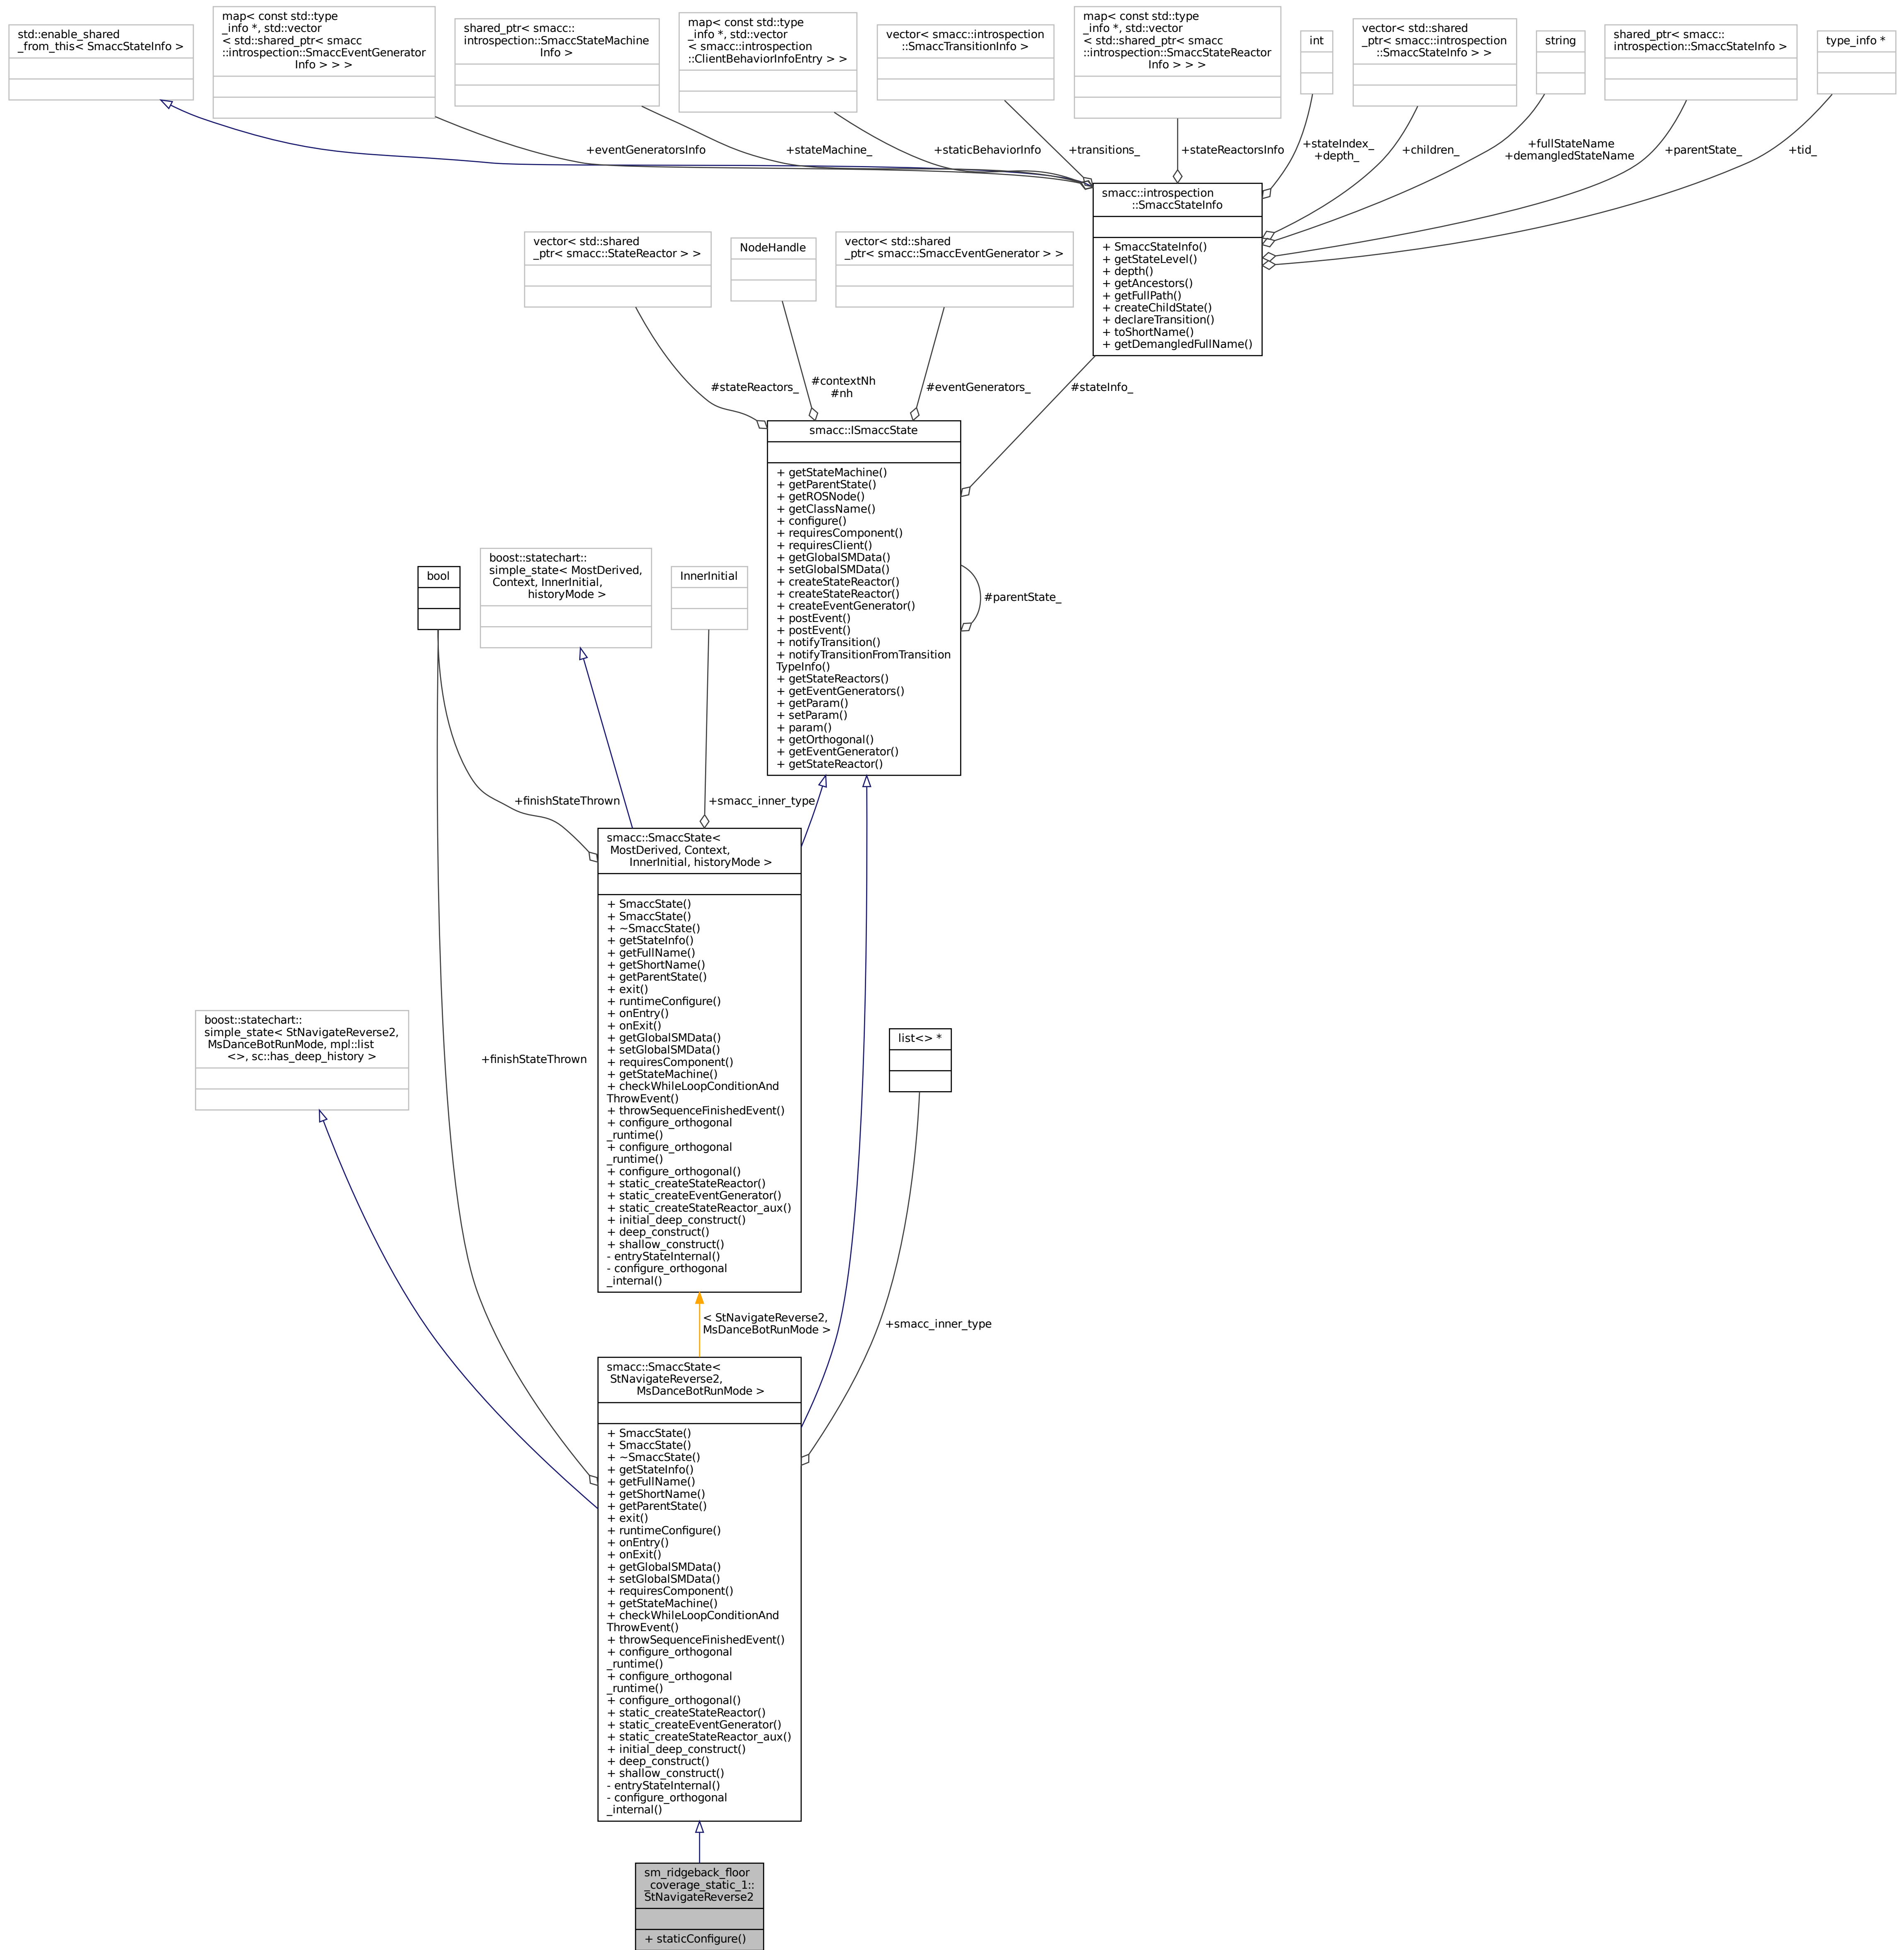 std::enable_shared
_from_this< SmaccStateInfo >
map< const std::type
_info *, std::vector
< std::shared_ptr< smacc
::introspection::SmaccEventGenerator
Info > > >
shared_ptr< smacc::
introspection::SmaccStateMachine
Info >
map< const std::type
_info *, std::vector
< smacc::introspection
::ClientBehaviorInfoEntry > >
vector< smacc::introspection
::SmaccTransitionInfo >
map< const std::type
_info *, std::vector
< std::shared_ptr< smacc
::introspection::SmaccStateReactor
Info > > >
int
vector< std::shared
_ptr< smacc::introspection
::SmaccStateInfo > >
string
shared_ptr< smacc::
introspection::SmaccStateInfo >
type_info *
+eventGeneratorsInfo
+stateMachine_
+staticBehaviorInfo
+transitions_
+stateReactorsInfo
+stateIndex_
+depth_
+children_
+fullStateName
+demangledStateName
+parentState_
+tid_
smacc::introspection
::SmaccStateInfo
+ SmaccStateInfo()
+ getStateLevel()
+ depth()
+ getAncestors()
+ getFullPath()
+ createChildState()
+ declareTransition()
+ toShortName()
+ getDemangledFullName()
vector< std::shared
_ptr< smacc::StateReactor > >
NodeHandle
vector< std::shared
_ptr< smacc::SmaccEventGenerator > >
#stateReactors_
#contextNh
#nh
#eventGenerators_
#stateInfo_
smacc::ISmaccState
+ getStateMachine()
+ getParentState()
+ getROSNode()
+ getClassName()
+ configure()
+ requiresComponent()
+ requiresClient()
+ getGlobalSMData()
+ setGlobalSMData()
+ createStateReactor()
+ createStateReactor()
+ createEventGenerator()
+ postEvent()
+ postEvent()
+ notifyTransition()
+ notifyTransitionFromTransition
TypeInfo()
+ getStateReactors()
+ getEventGenerators()
+ getParam()
+ setParam()
+ param()
+ getOrthogonal()
+ getEventGenerator()
+ getStateReactor()
#parentState_
bool
boost::statechart::
simple_state< MostDerived,
Context, InnerInitial,
historyMode >
InnerInitial
+finishStateThrown
+smacc_inner_type
smacc::SmaccState<
MostDerived, Context,
InnerInitial, historyMode >
+ SmaccState()
+ SmaccState()
+ ~SmaccState()
+ getStateInfo()
+ getFullName()
+ getShortName()
+ getParentState()
+ exit()
+ runtimeConfigure()
+ onEntry()
+ onExit()
+ getGlobalSMData()
+ setGlobalSMData()
+ requiresComponent()
+ getStateMachine()
+ checkWhileLoopConditionAnd
ThrowEvent()
+ throwSequenceFinishedEvent()
+ configure_orthogonal
_runtime()
+ configure_orthogonal
_runtime()
+ configure_orthogonal()
+ static_createStateReactor()
+ static_createEventGenerator()
+ static_createStateReactor_aux()
+ initial_deep_construct()
+ deep_construct()
+ shallow_construct()
- entryStateInternal()
- configure_orthogonal
_internal()
boost::statechart::
simple_state< StNavigateReverse2,
MsDanceBotRunMode, mpl::list
<>, sc::has_deep_history >
+finishStateThrown
list<> *
< StNavigateReverse2,
MsDanceBotRunMode >
+smacc_inner_type
smacc::SmaccState<
StNavigateReverse2,
MsDanceBotRunMode >
+ SmaccState()
+ SmaccState()
+ ~SmaccState()
+ getStateInfo()
+ getFullName()
+ getShortName()
+ getParentState()
+ exit()
+ runtimeConfigure()
+ onEntry()
+ onExit()
+ getGlobalSMData()
+ setGlobalSMData()
+ requiresComponent()
+ getStateMachine()
+ checkWhileLoopConditionAnd
ThrowEvent()
+ throwSequenceFinishedEvent()
+ configure_orthogonal
_runtime()
+ configure_orthogonal
_runtime()
+ configure_orthogonal()
+ static_createStateReactor()
+ static_createEventGenerator()
+ static_createStateReactor_aux()
+ initial_deep_construct()
+ deep_construct()
+ shallow_construct()
- entryStateInternal()
- configure_orthogonal
_internal()
sm_ridgeback_floor
_coverage_static_1::
StNavigateReverse2
+ staticConfigure()